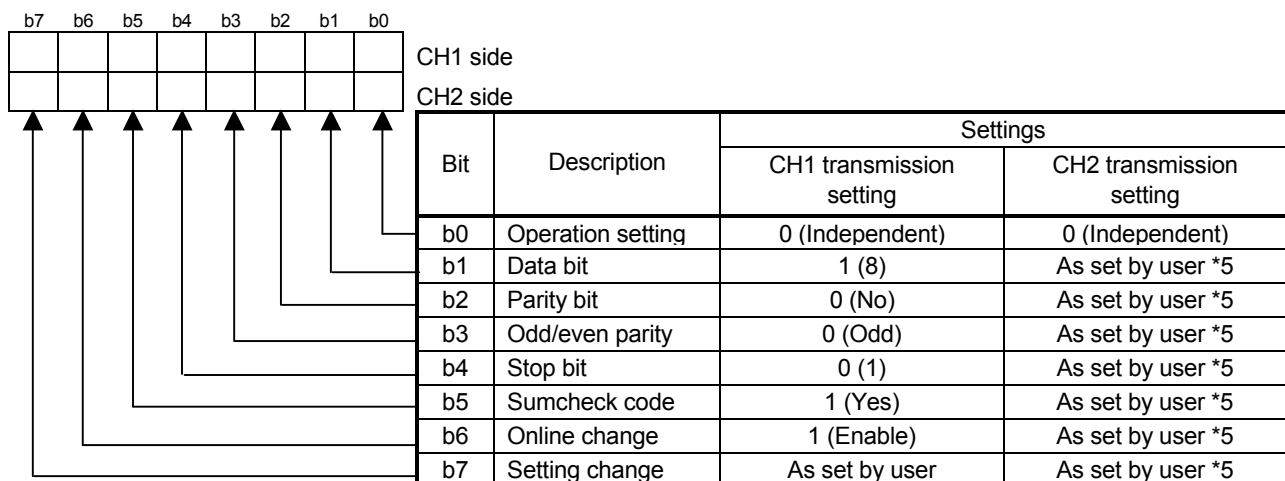 b7 b6 b5 b4 b3 b2 b1 b0
CH1 side
CH2 side
Bit Description Settings
CH1 transmission setting CH2 transmission setting
b0 Operation setting 0 (Independent) 0 (Independent)
b1 Data bit 1 (8) As set by user *5
b2 Parity bit 0 (No) As set by user *5
b3 Odd/even parity 0 (Odd) As set by user *5
b4 Stop bit 0 (1) As set by user *5
b5 Sumcheck code 1 (Yes) As set by user *5
b6 Online change 1 (Enable) As set by user *5
b7 Setting change As set by user As set by user *5